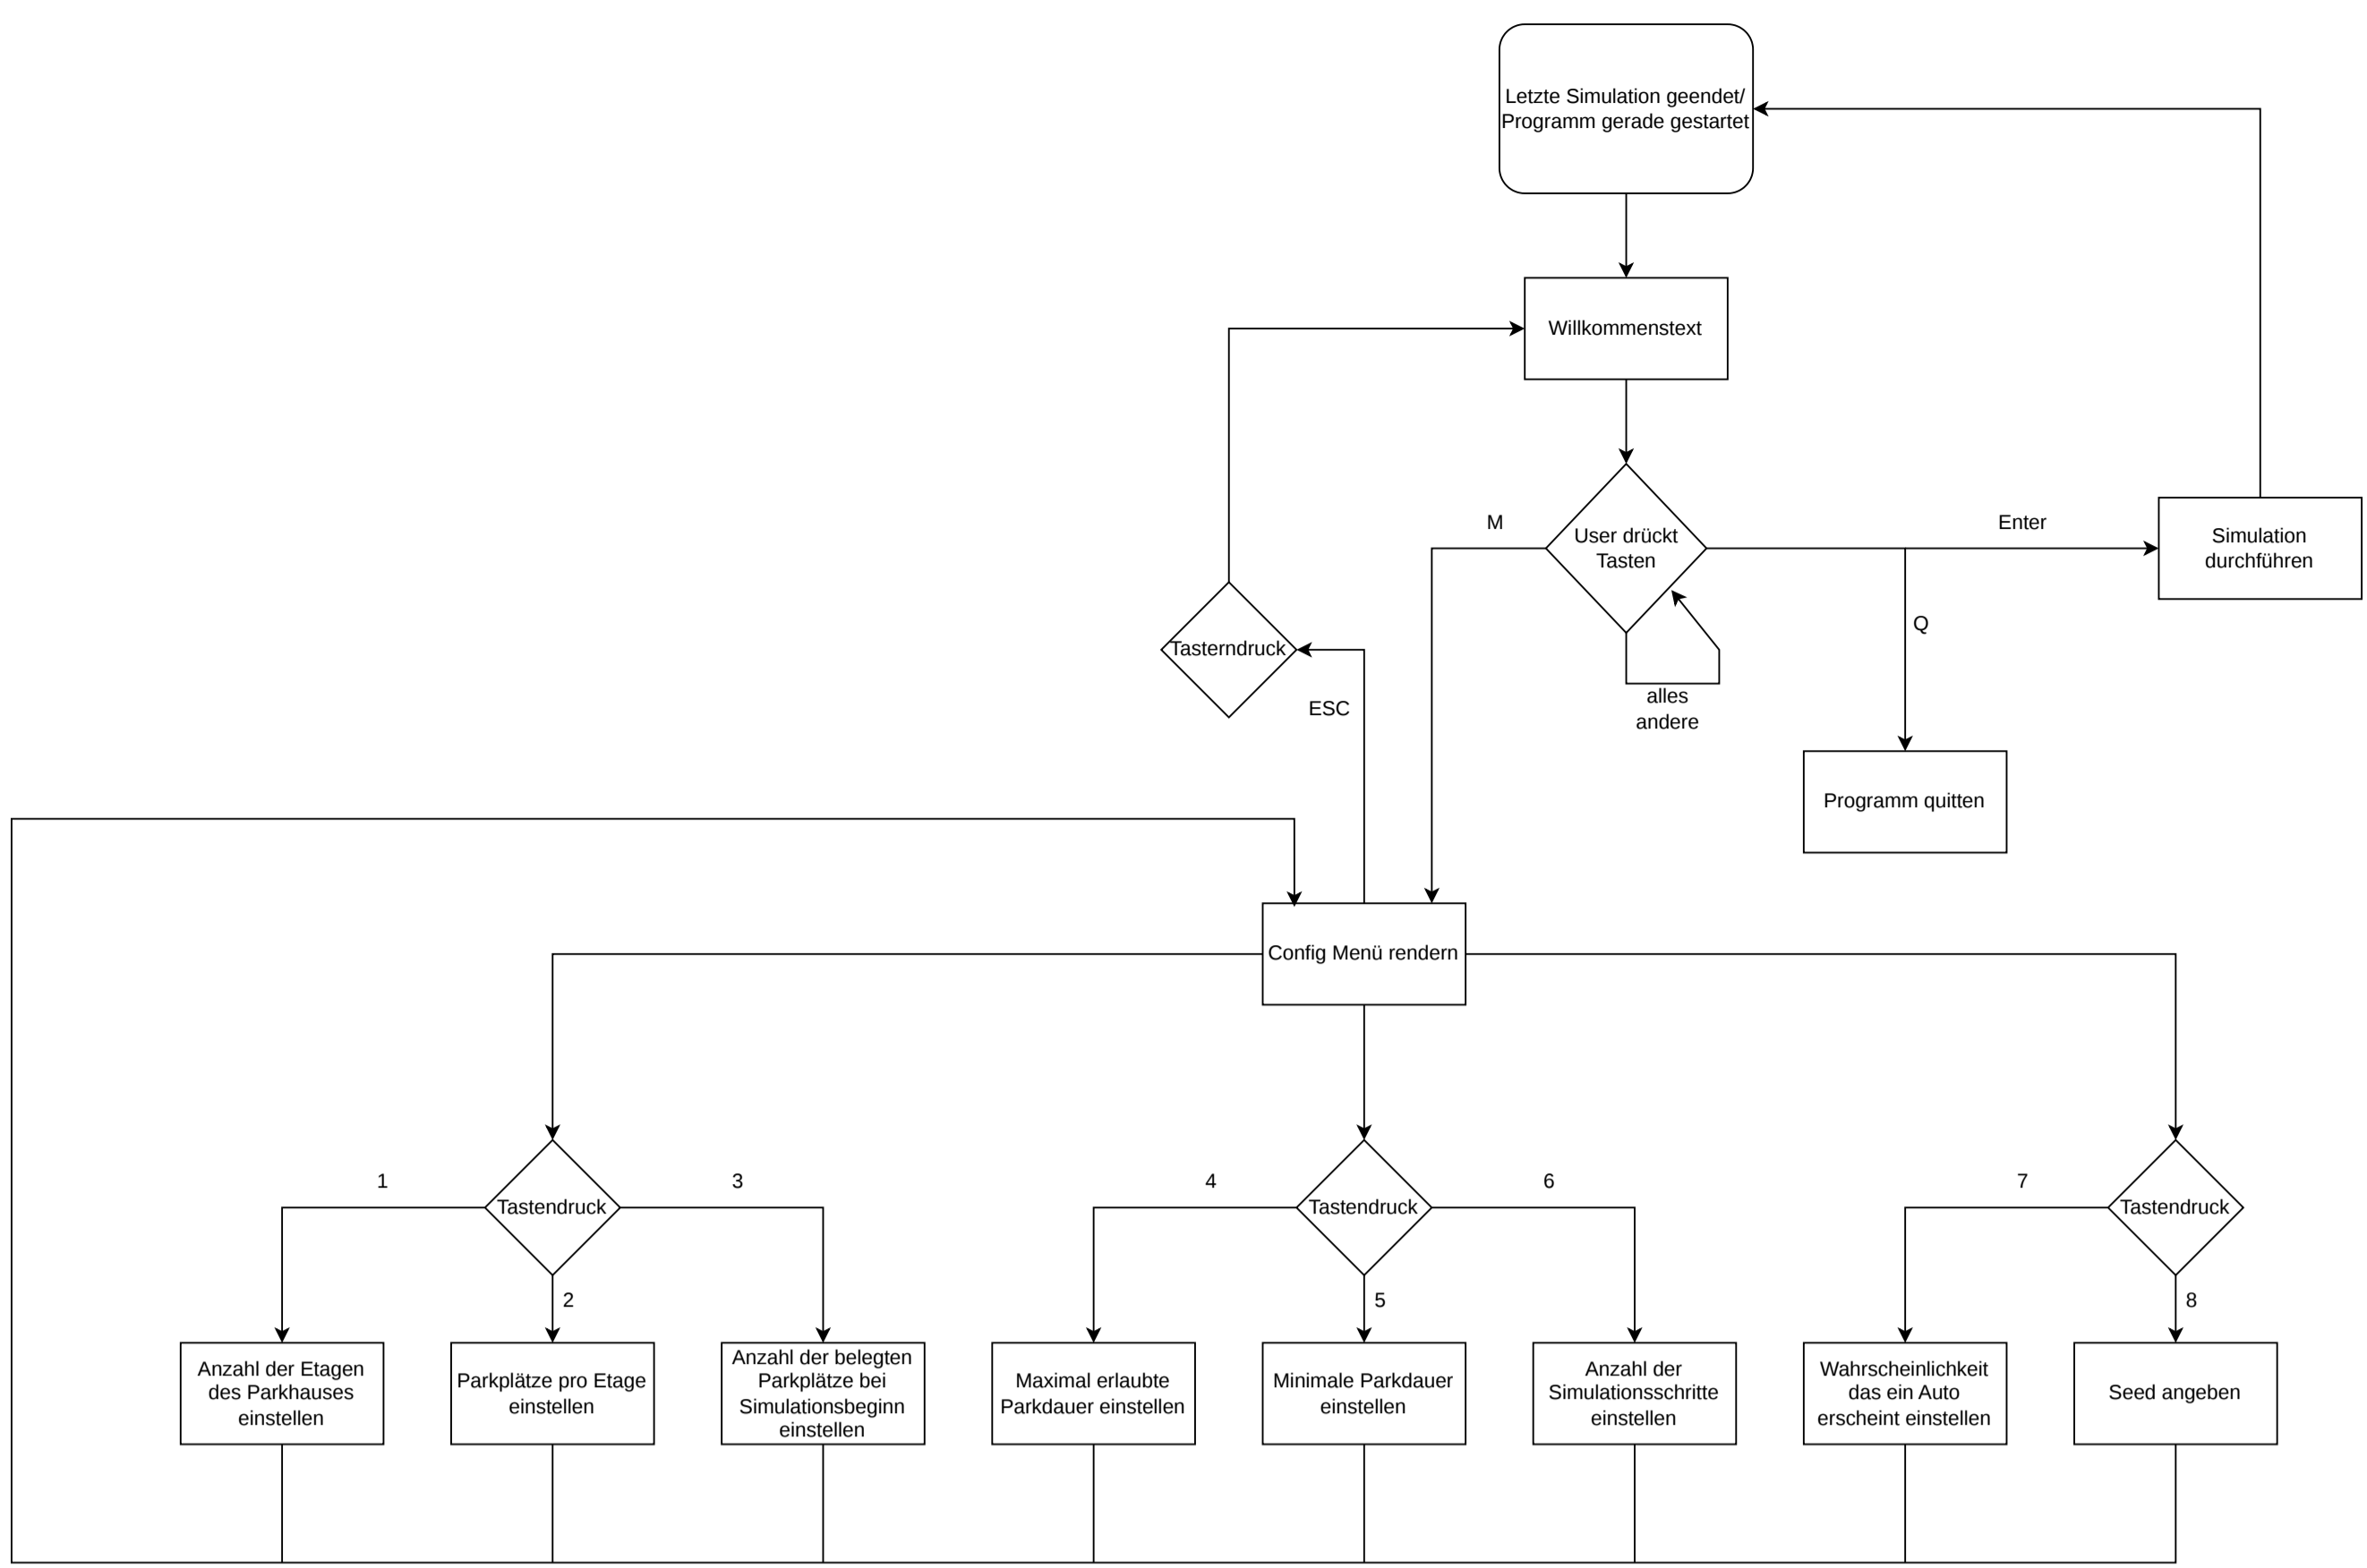 Letzte Simulation geendet/
Programm gerade gestartet
Willkommenstext
M
User drückt
Tasten
Enter
Simulation
durchführen
Q
Tasterndruck
alles
andere
ESC
Programm quitten
Config Menü rendern
1
Tastendruck
3
4
Tastendruck
6
7
Tastendruck
2
5
8
Anzahl der Etagen
des Parkhauses
einstellen
Parkplätze pro Etage
einstellen
Anzahl der belegten
Parkplätze bei
Simulationsbeginn
einstellen
Maximal erlaubte
Parkdauer einstellen
Minimale Parkdauer
einstellen
Anzahl der
Simulationsschritte
einstellen
Wahrscheinlichkeit
das ein Auto
erscheint einstellen
Seed angeben